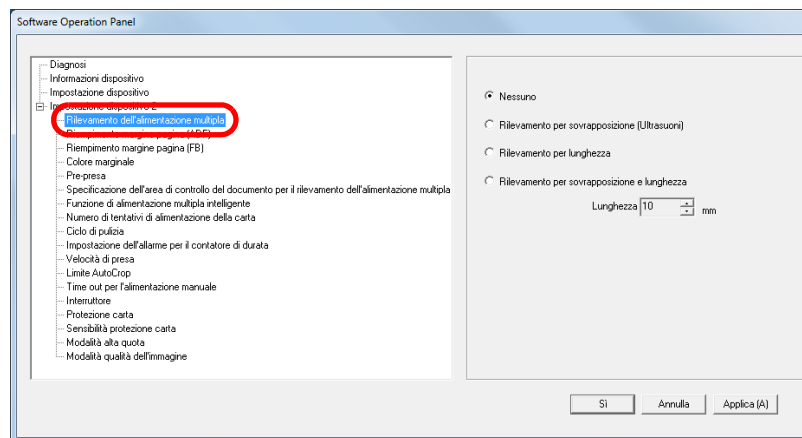 Software Operation Panel
Diagnosi
Informazioni dispositivo
Impostazione dispositivo
Impostazione dispositivo 2
Rilevamento dell'alimentazione multipla
Riempimento margine pagina (ADF)
Riempimento margine pagina (FB)
Colore marginale
Pre-presa
Specificazione dell'area di controllo del documento per il rilevamento dell'alimentazione multipla
Funzione di alimentazione multipla intelligente
Numero di tentativi di alimentazione della carta
Ciclo di pulizia
Impostazione dell'allarme per il contatore di durata
Velocità di presa
Limite AutoCrop
Time out per l'alimentazione manuale
Interruttore
Protezione carta
Sensibilità protezione carta
Modalità alta quota
Modalità qualità dell'immagine
Nessuno
Rilevamento per sovrapposizione (Ultrasuoni)
Rilevamento per lunghezza
Rilevamento per sovrapposizione e lunghezza
Lunghezza 10 mm
Sì Annulla Applica (A)